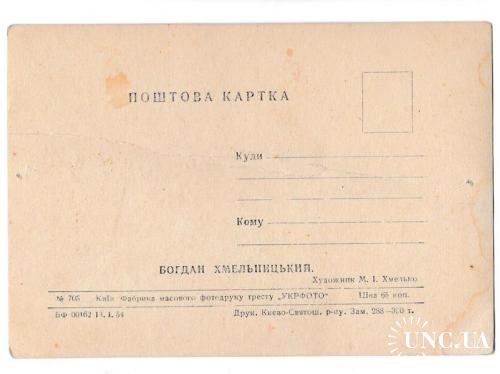 ПОШТОВА КАРТКА
Куди
Кому
БОГДАН ХМЕЛЬНИЦЬКИЙ.
Художник М. І. Хмелько
№ 705 Київ Фабрика масового фотодруку тресту „УКРФОТО" Ціна 65 коп.
БФ 00162 13. І. 54 Друк. Києво-Святош. р-ну. Зам. 288—300 т.
UNC.UA